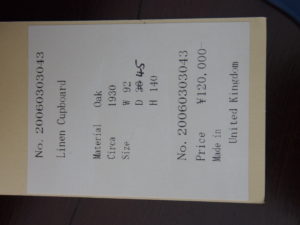 No. 20060303043
Linen Cupboard
Material Oak
Circa 1930
Size W 92
D 45
H 140
No. 20060303043
Price ¥120,000-
Made in
United Kingdom